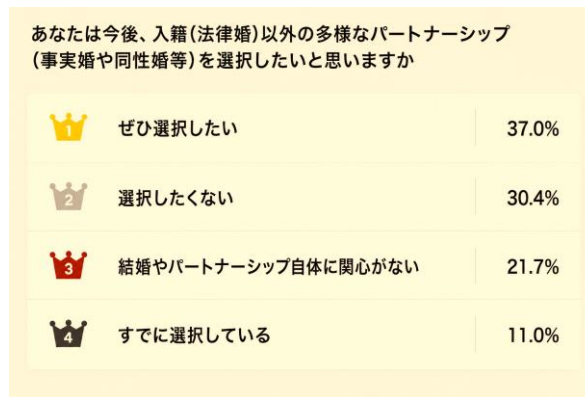 あなたは今後、入籍(法律婚)以外の多様なパートナーシップ
(事実婚や同性婚等)を選択したいと思いますか
1 ぜひ選択したい 37.0%
2 選択したくない 30.4%
3 結婚やパートナーシップ自体に関心がない 21.7%
4 すでに選択している 11.0%